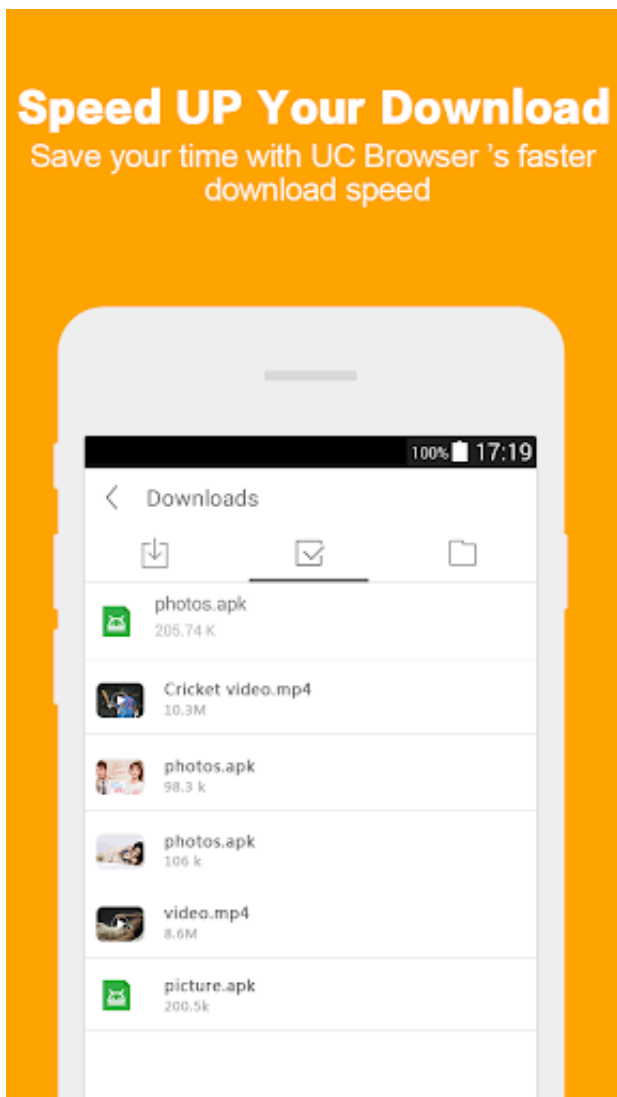 Speed UP Your Download
Save your time with UC Browser 's faster
download speed
100% 17:19
Downloads
photos.apk
205.74 K
Cricket video.mp4
10.3M
photos.apk
98.3 k
photos.apk
106 k
video.mp4
8.6M
picture.apk
200.5k